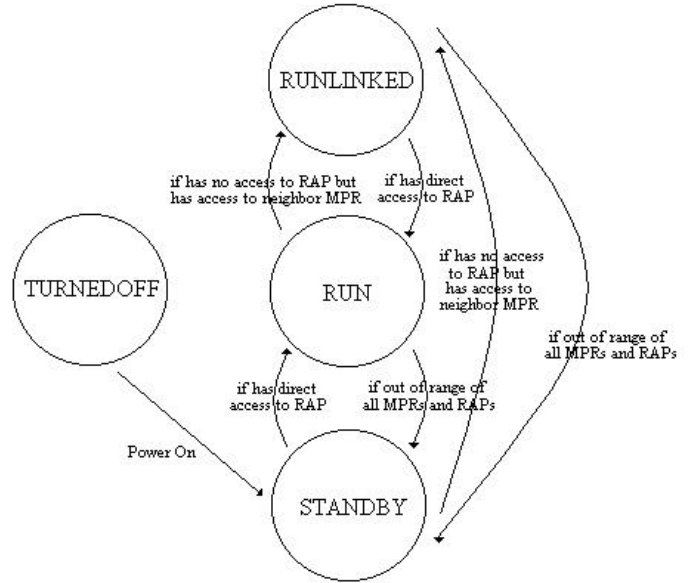 RUNLINKED
if has no access to RAP but
has access to neighbor MPR
if has direct
access to RAP
TURNEDOFF
RUN
if has no access
to RAP but
has access to
neighbor MPR
if out of range of
all MPRs and RAPs
if has direct
access to RAP
if out of range of
all MPRs and RAPs
Power On
STANDBY